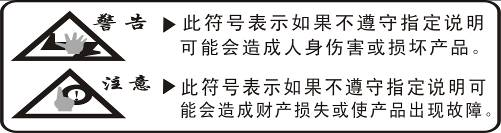 警告 ▶ 此符号表示如果不遵守指定说明
可能会造成人身伤害或损坏产品。
注意 ▶ 此符号表示如果不遵守指定说明可
能会造成财产损失或使产品出现故障。